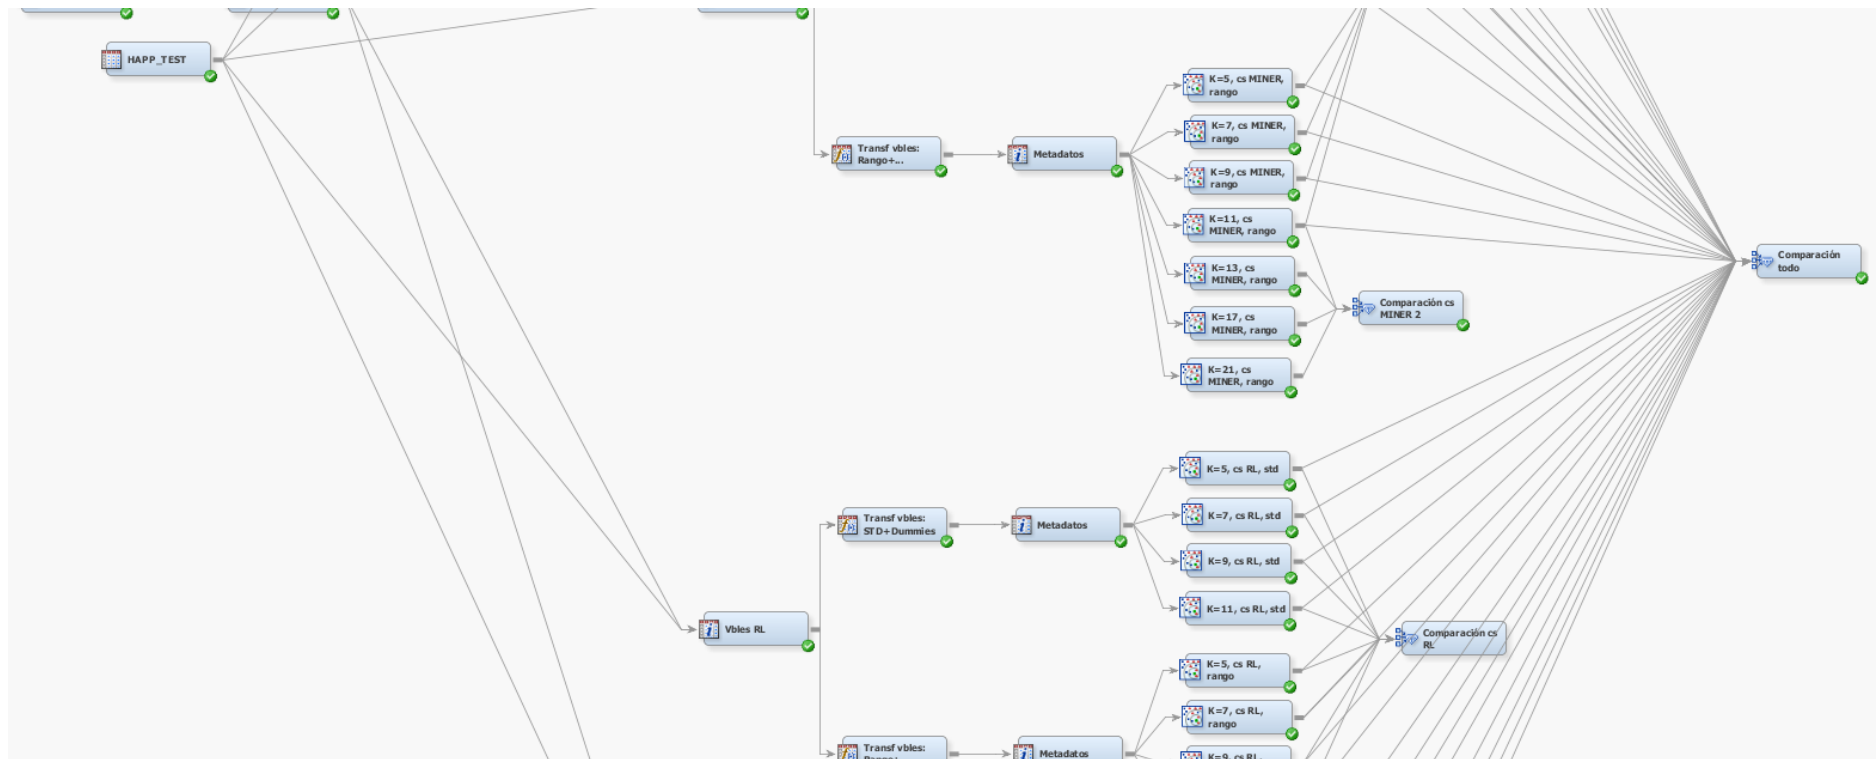 HAPP_TEST
K=5, cs MINER,
rango
K=7, cs MINER,
rango
Transf vbles:
Rango+...
Metadatos
K=9, cs MINER,
rango
K=11, cs
MINER, rango
K=13, cs
MINER, rango
K=17, cs
MINER, rango
K=21, cs
MINER, rango
Comparación cs
MINER 2
Comparación
todo
K=5, cs RL, std
K=7, cs RL, std
Transf vbles:
STD+Dummies
Metadatos
K=9, cs RL, std
K=11, cs RL, std
Vbles RL
Comparación cs
RL
K=5, cs RL,
rango
K=7, cs RL,
rango
Transf vbles:
Metadatos
K=9, cs RL,